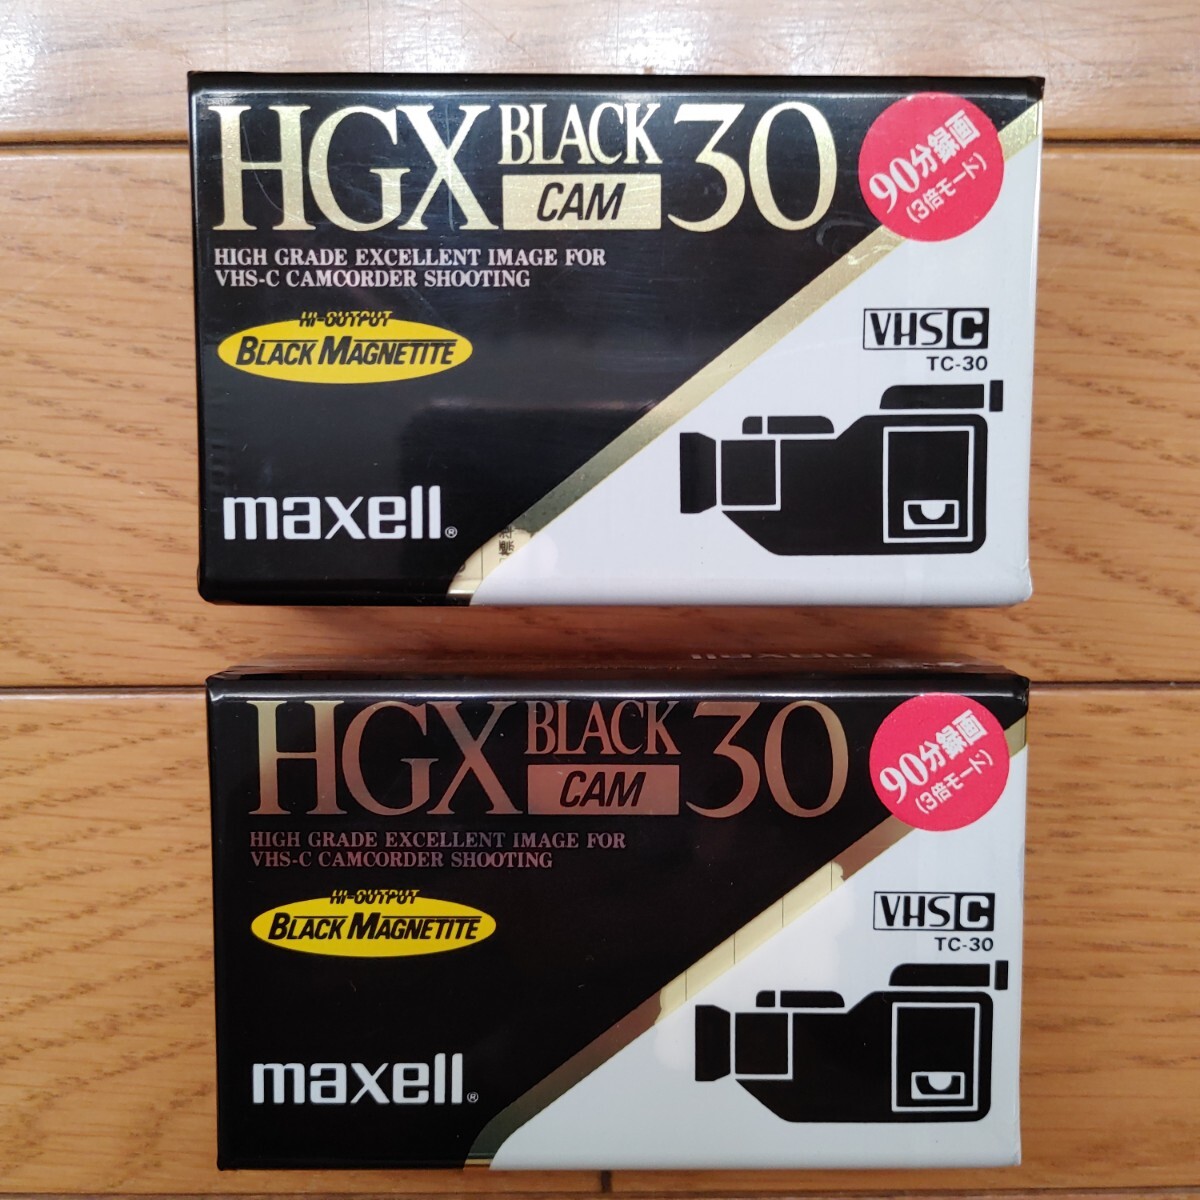 HGX BLACK CAM 30
90分録画
(3倍モード)
HIGH GRADE EXCELLENT IMAGE FOR
VHS-C CAMCORDER SHOOTING
HI-OUTPUT
BLACK MAGNETITE
VHS C
TC-30
maxell®
標準
maxell
HGX BLACK CAM 30
90分録画
(3倍モード)
HIGH GRADE EXCELLENT IMAGE FOR
VHS-C CAMCORDER SHOOTING
HI-OUTPUT
BLACK MAGNETITE
VHS C
TC-30
maxell®